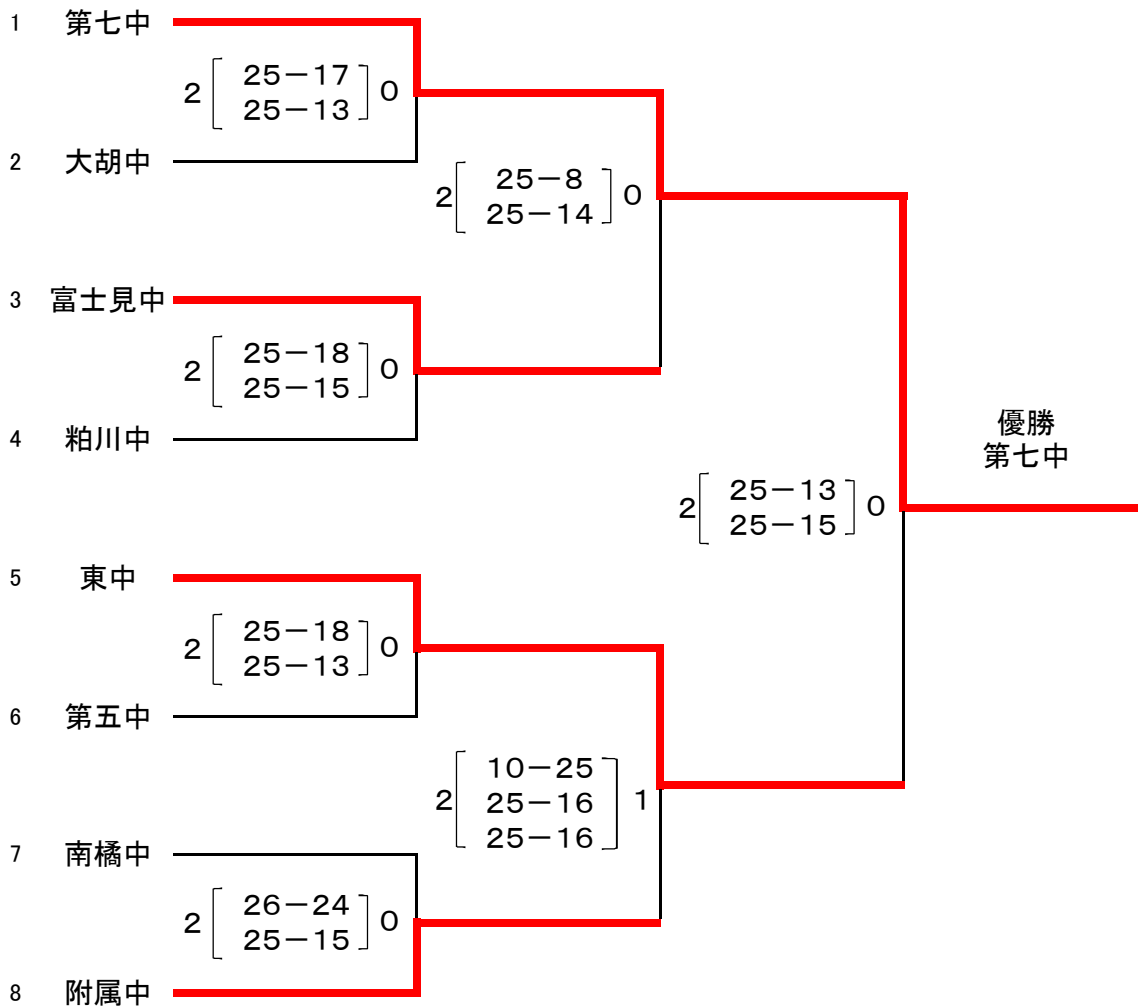 1 第七中
2 [ 25-17 ] 0
25-13
2 大胡中
2 [ 25-8 ] 0
25-14
3 富士見中
2 [ 25-18 ] 0
25-15
4 粕川中
優勝
第七中
2 [ 25-13 ] 0
25-15
5 東中
2 [ 25-18 ] 0
25-13
6 第五中
10-25
2 [ 25-16 ] 1
25-16
7 南橘中
2 [ 26-24 ] 0
25-15
8 附属中